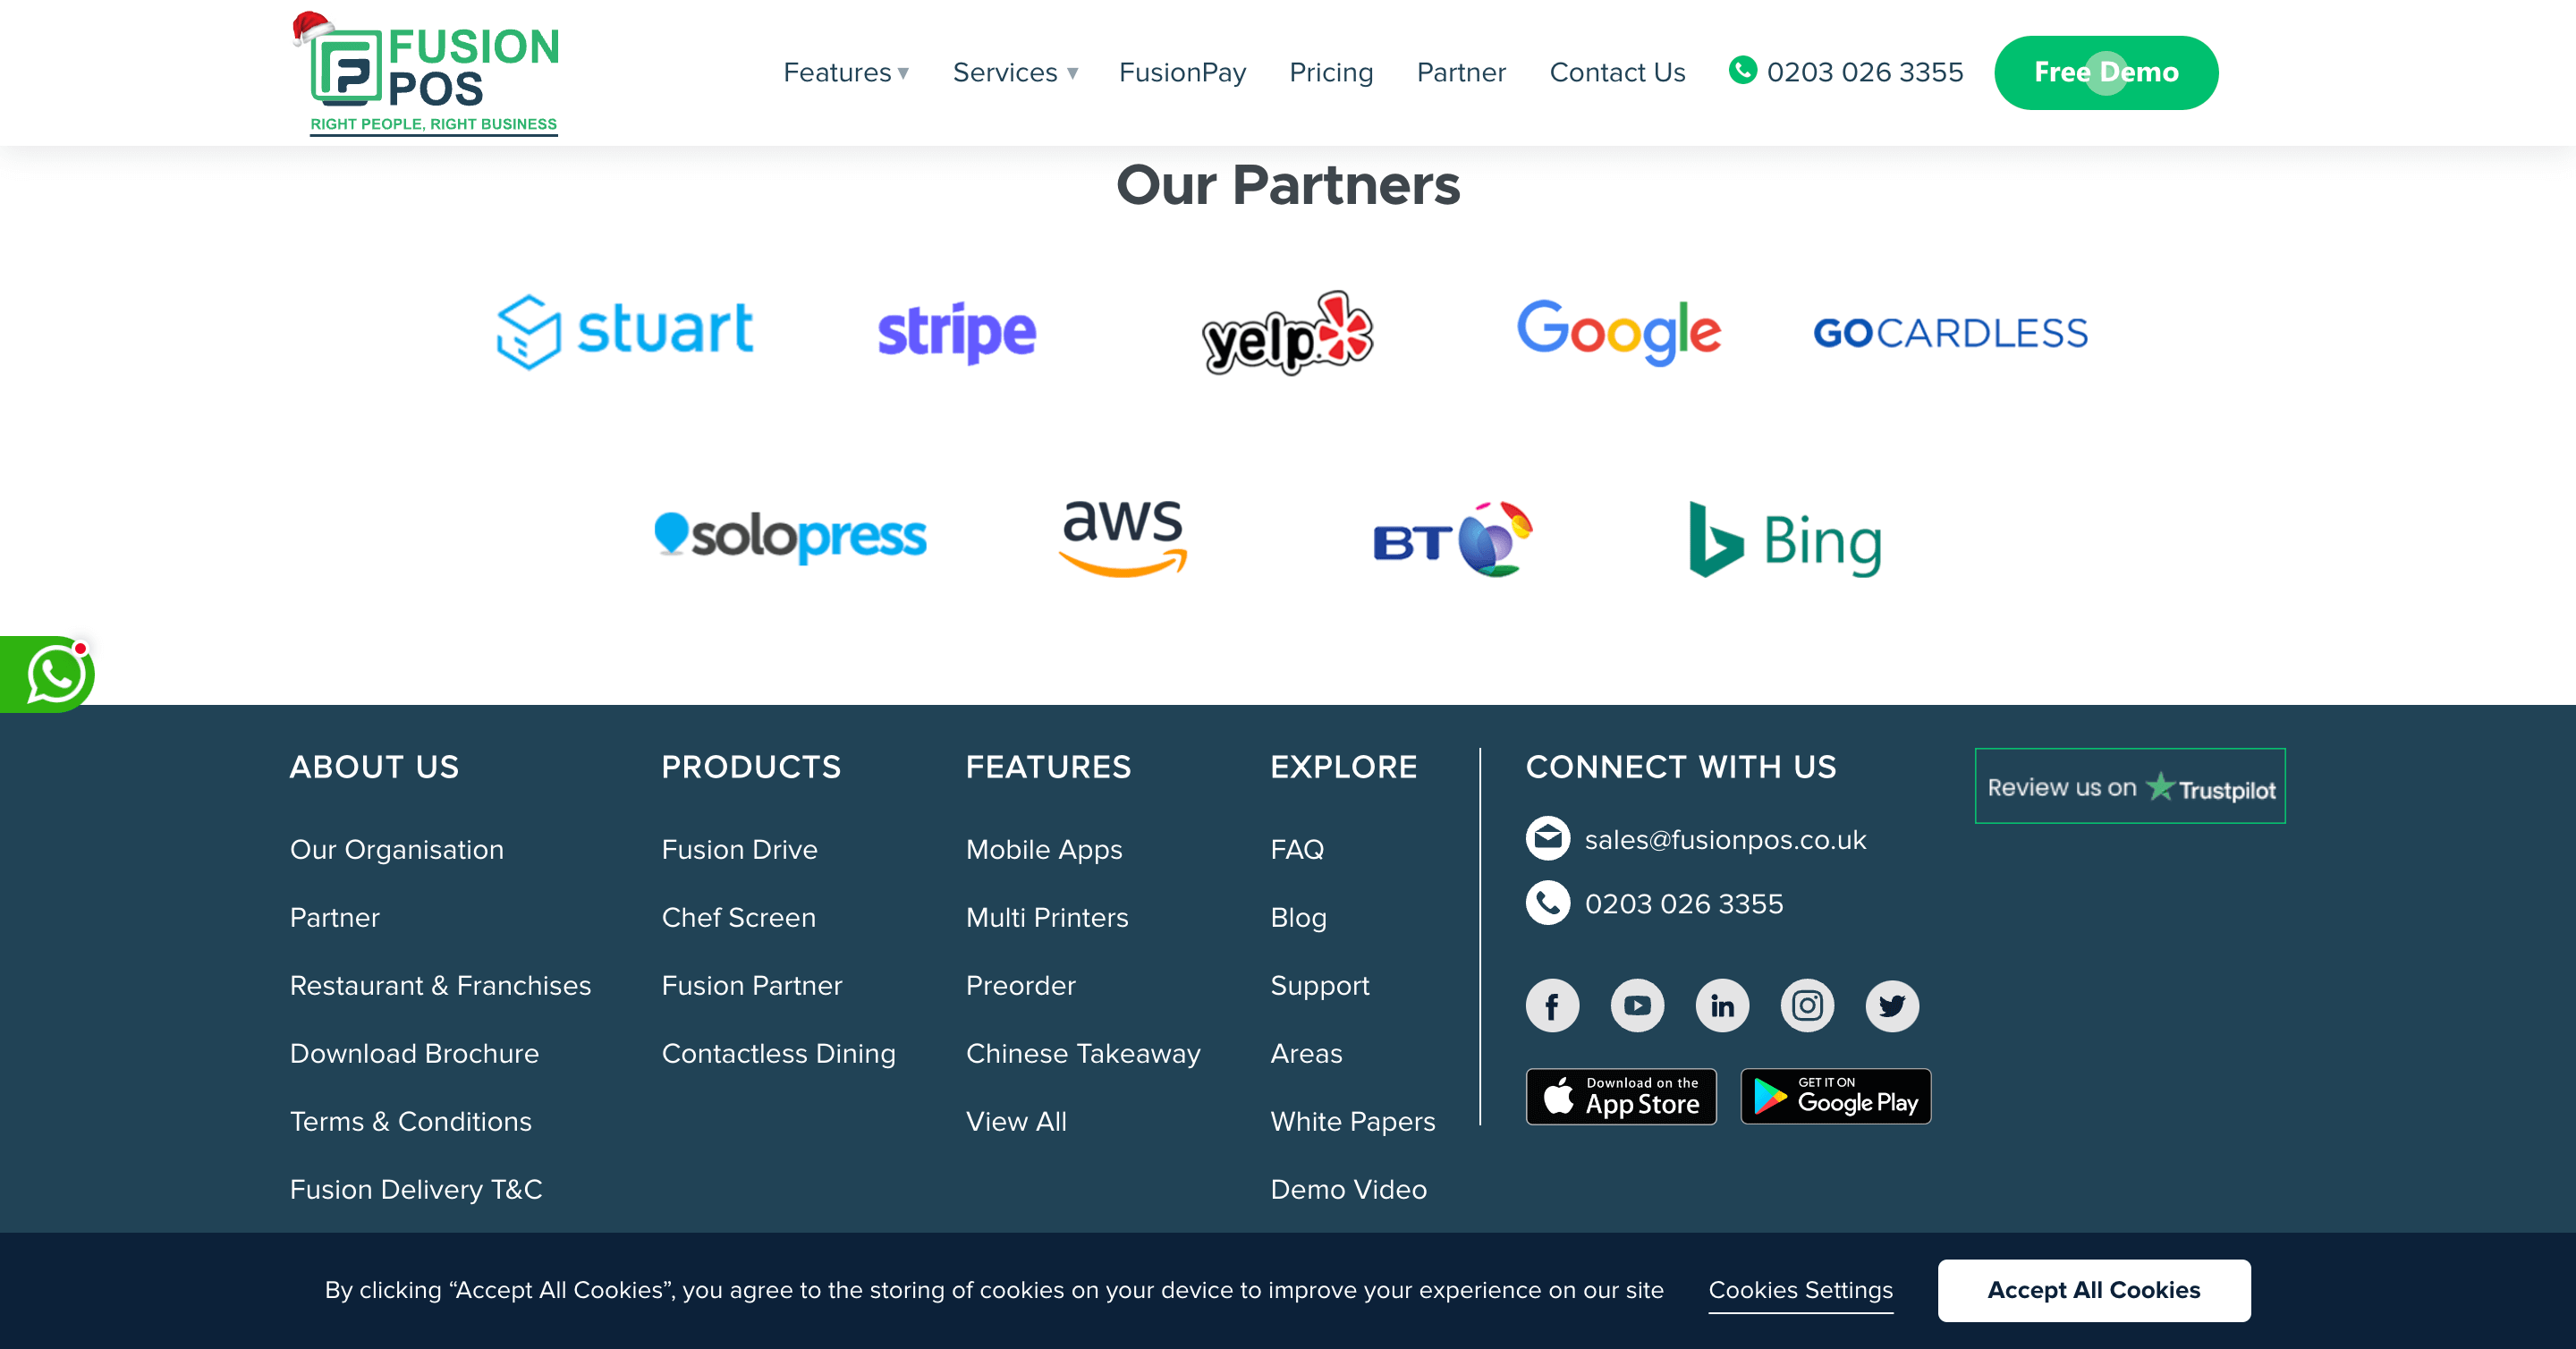 FUSION
POS
RIGHT PEOPLE, RIGHT BUSINESS
Features
Services
FusionPay
Pricing
Partner
Contact Us
0203 026 3355
Free Demo
Our Partners
stuart
stripe
yelp
Google
GOCARDLESS
solopress
aws
BT
Bing
ABOUT US
Our Organisation
Partner
Restaurant & Franchises
Download Brochure
Terms & Conditions
Fusion Delivery T&C
PRODUCTS
Fusion Drive
Chef Screen
Fusion Partner
Contactless Dining
FEATURES
Mobile Apps
Multi Printers
Preorder
Chinese Takeaway
View All
EXPLORE
FAQ
Blog
Support
Areas
White Papers
Demo Video
CONNECT WITH US
sales@fusionpos.co.uk
0203 026 3355
Download on the
App Store
GET IT ON
Google Play
Review us on Trustpilot
By clicking “Accept All Cookies”, you agree to the storing of cookies on your device to improve your experience on our site
Cookies Settings
Accept All Cookies